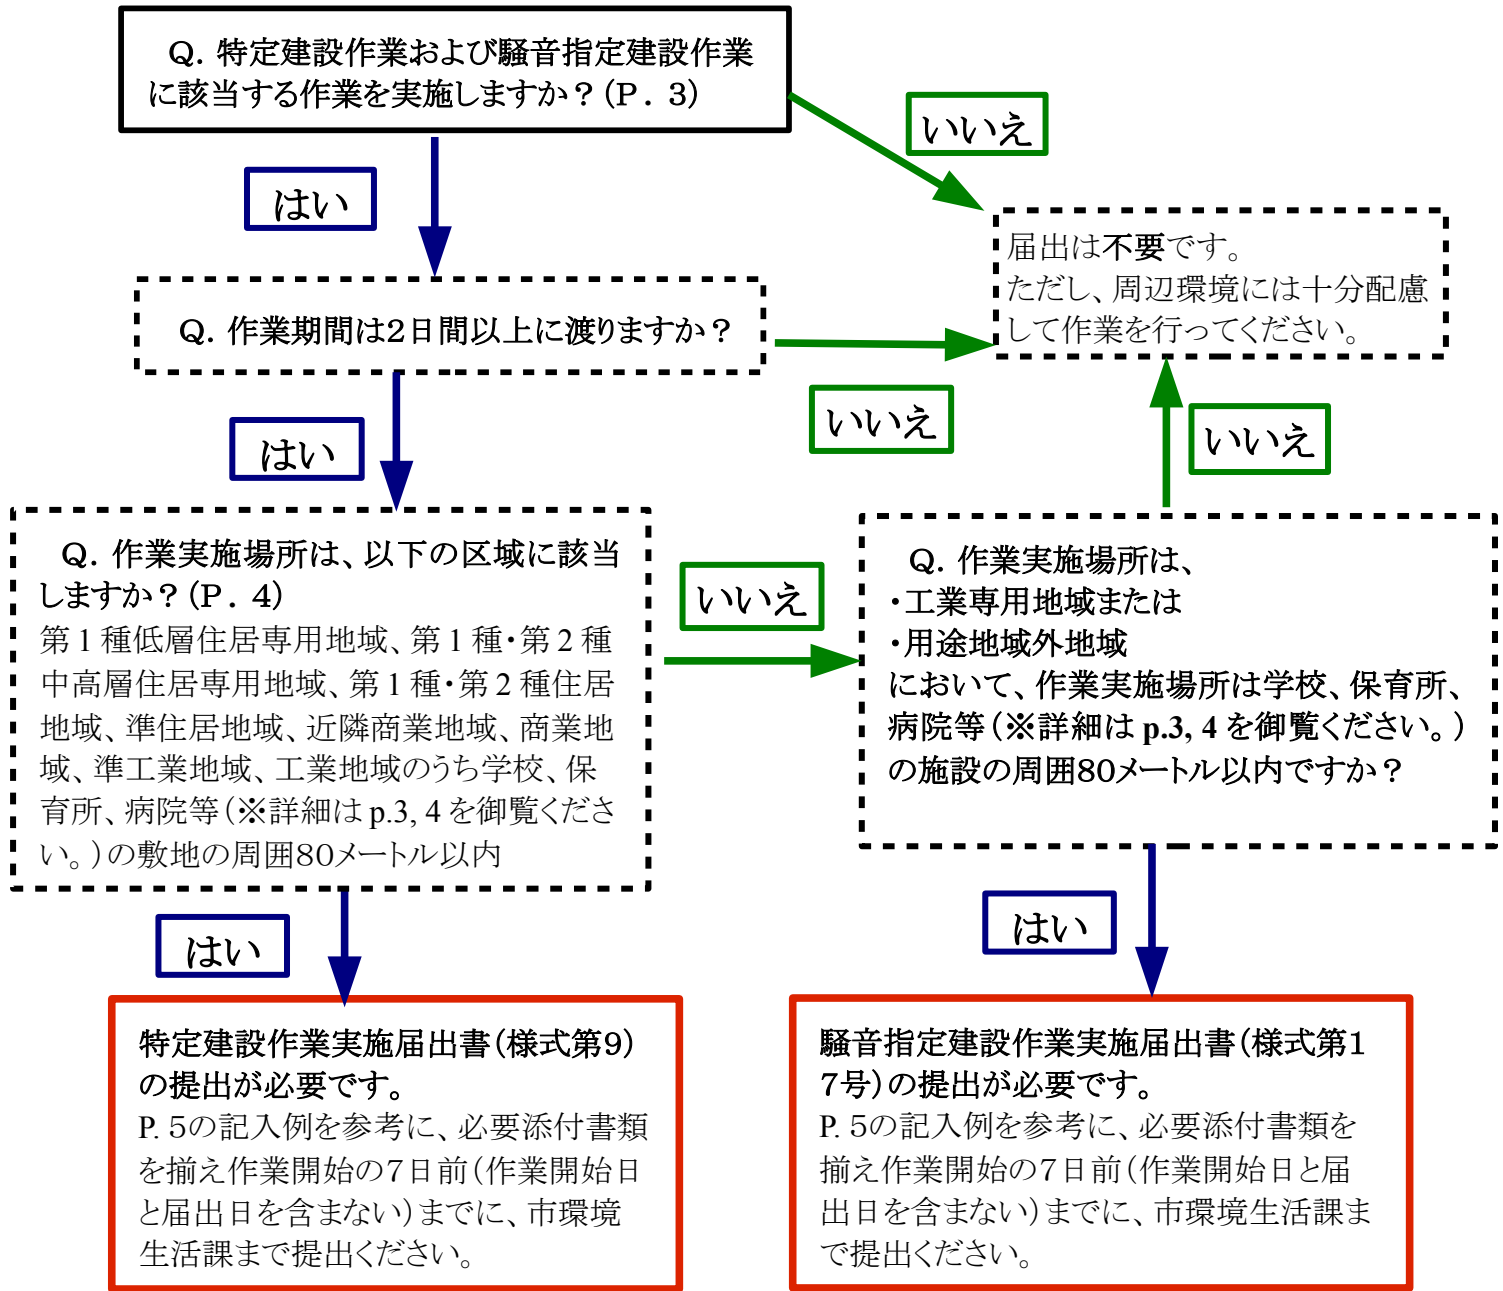 Q．特定建設作業および騒音指定建設作業
に該当する作業を実施しますか？（P．3）
いいえ
はい
届出は不要です。
ただし、周辺環境には十分配慮
して作業を行ってください。
Q．作業期間は2日間以上に渡りますか？
いいえ
いいえ
はい
Q．作業実施場所は、以下の区域に該当
しますか？（P．4）
第1種低層住居専用地域、第1種・第2種
中高層住居専用地域、第1種・第2種住居
地域、準住居地域、近隣商業地域、商業地
域、準工業地域、工業地域のうち学校、保
育所、病院等（※詳細は p.3, 4 を御覧くださ
い。）の敷地の周囲80メートル以内
いいえ
Q．作業実施場所は、
・工業専用地域または
・用途地域外地域
において、作業実施場所は学校、保育所、
病院等（※詳細は p.3, 4 を御覧ください。）
の施設の周囲80メートル以内ですか？
はい
はい
特定建設作業実施届出書（様式第9）
の提出が必要です。
P. 5の記入例を参考に、必要添付書類
を揃え作業開始の7日前（作業開始日
と届出日を含まない）までに、市環境
生活課まで提出ください。
騒音指定建設作業実施届出書（様式第1
7号）の提出が必要です。
P. 5の記入例を参考に、必要添付書類を
揃え作業開始の7日前（作業開始日と届
出日を含まない）までに、市環境生活課ま
で提出ください。